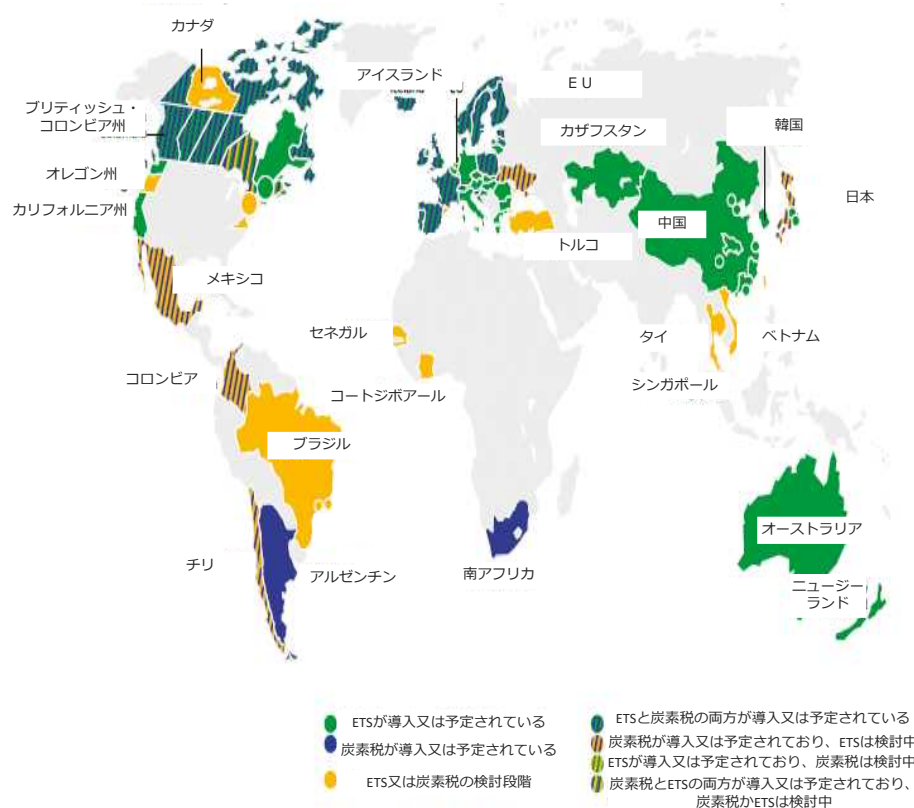 カナダ
アイスランド
ＥＵ
ブリティッシュ・
コロンビア州
カザフスタン
韓国
オレゴン州
日本
カリフォルニア州
中国
トルコ
メキシコ
セネガル
タイ
ベトナム
コロンビア
コートジボアール
シンガポール
ブラジル
オーストラリア
チリ
アルゼンチン
南アフリカ
ニュージー
ランド
ETSが導入又は予定されている
炭素税が導入又は予定されている
ETS又は炭素税の検討段階
ETSと炭素税の両方が導入又は予定されている
炭素税が導入又は予定されており、ETSは検討中
ETSが導入又は予定されており、炭素税は検討中
炭素税とETSの両方が導入又は予定されており、
炭素税かETSは検討中